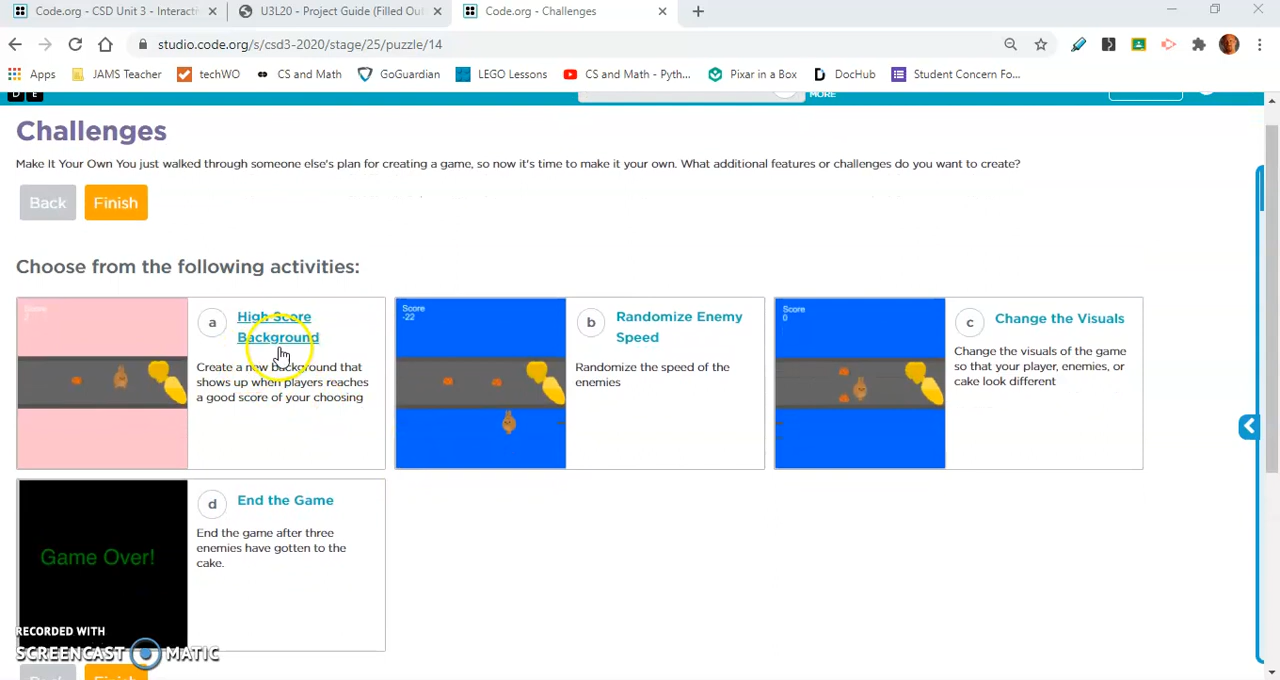 Code.org - CSD Unit 3 - Interacti
U3L20 - Project Guide (Filled Out
Code.org - Challenges
studio.code.org/s/csd3-2020/stage/25/puzzle/14
Apps
JAMS Teacher
techWO
CS and Math
GoGuardian
LEGO Lessons
CS and Math - Pyth...
Pixar in a Box
DocHub
Student Concern Fo...
D E
MORE
Challenges
Make It Your Own You just walked through someone else's plan for creating a game, so now it's time to make it your own. What additional features or challenges do you want to create?
Back
Finish
Choose from the following activities:
Score
a
High Score
Background
Create a new background that
shows up when players reaches
a good score of your choosing
Score
-22
b
Randomize Enemy
Speed
Randomize the speed of the
enemies
Score
0
c
Change the Visuals
Change the visuals of the game
so that your player, enemies, or
cake look different
Game Over!
d
End the Game
End the game after three
enemies have gotten to the
cake.
RECORDED WITH
SCREENCAST MATIC
Back
Finish